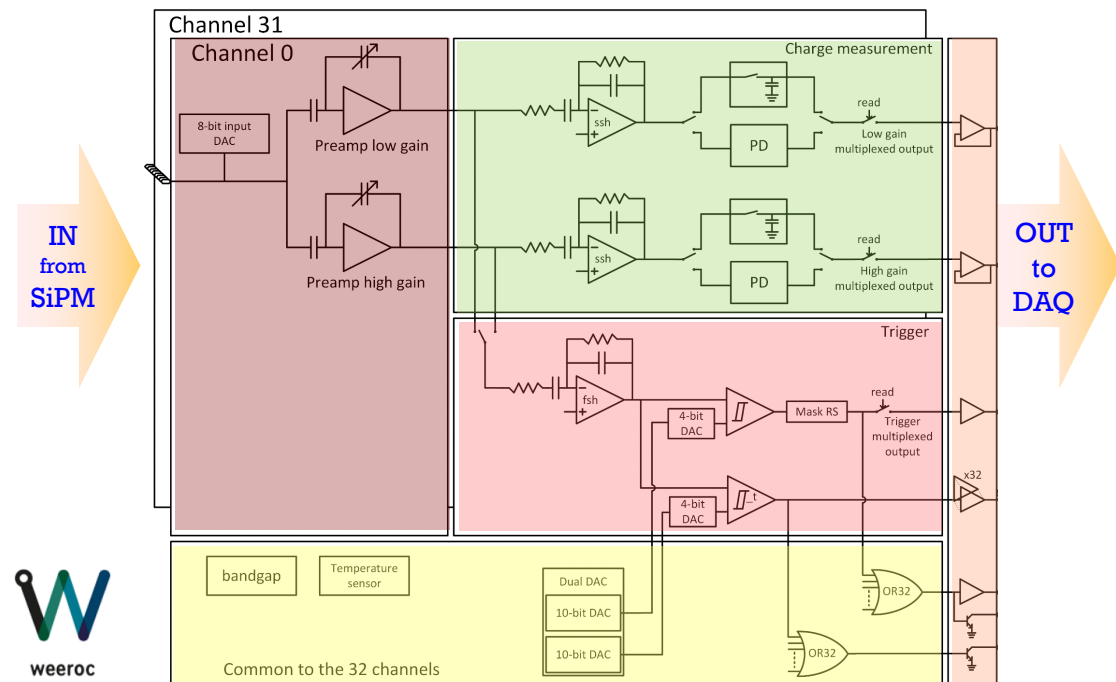 Channel 31
Channel 0
Charge measurement
8-bit input
DAC
Preamp low gain
ssh
PD
read
Low gain
multiplexed output
IN
from
SiPM
Preamp high gain
ssh
PD
read
High gain
multiplexed output
OUT
to
DAQ
Trigger
fsh
4-bit
DAC
Mask RS
read
Trigger
multiplexed
output
4-bit
DAC
_t
x32
bandgap
Temperature
sensor
Dual DAC
10-bit DAC
10-bit DAC
OR32
OR32
Common to the 32 channels
weeroc